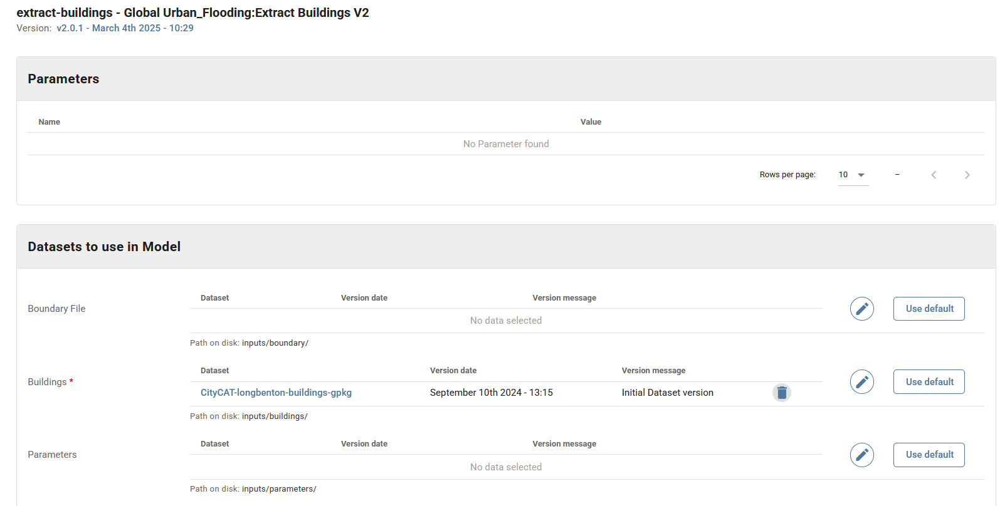 extract-buildings - Global Urban_Flooding:Extract Buildings V2
Version: v2.0.1 - March 4th 2025 - 10:29
Parameters
Name Value
No Parameter found
Rows per page: 10 –
Datasets to use in Model
Dataset Version date Version message
Boundary File
No data selected
Use default
Path on disk: inputs/boundary/
Dataset Version date Version message
Buildings *
CityCAT-longbenton-buildings-gpkg September 10th 2024 - 13:15 Initial Dataset version
Use default
Path on disk: inputs/buildings/
Dataset Version date Version message
Parameters
No data selected
Use default
Path on disk: inputs/parameters/